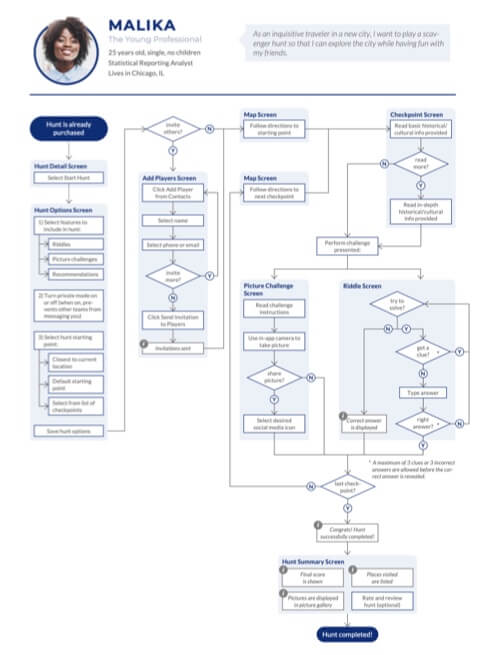 MALIKA
The Young Professional
25 years old, single, no children
Statistical Reporting Analyst
Lives in Chicago, IL
As an inquisitive traveler in a new city, I want to play a scav-
enger hunt so that I can explore the city while having fun with
my friends.
Hunt is already
purchased
Hunt Detail Screen
Select Start Hunt
Hunt Options Screen
1) Select features to
include in hunt:
Riddles
Picture challenges
Recommendations
2) Turn private mode on
or off (when on, pre-
vents other teams from
messaging you)
3) Select hunt starting
point:
Closest to current
location
Default starting
point
Select from list of
checkpoints
Save hunt options
invite
others?
N
Y
Add Players Screen
Click Add Player
from Contacts
Select name
Select phone or email
invite
more?
Y
N
Click Send Invitation
to Players
i
Invitations sent
Map Screen
Follow directions to
starting point
Map Screen
Follow directions to
next checkpoint
Checkpoint Screen
Read basic historical/
cultural info provided
read
more?
N
Y
Read in-depth
historical/cultural
info provided
Perform challenge
presented:
Picture Challenge
Screen
Read challenge
instructions
Use in-app camera to
take picture
share
picture?
N
Y
Select desired
social media icon
Riddle Screen
try to
solve?
N
Y
got a
clue? *
Y
N
Type answer
right
answer? *
N
Y
i
Correct answer
is displayed
* A maximum of 3 clues or 3 incorrect
answers are allowed before the cor-
rect answer is revealed.
last check-
point?
N
Y
i
Congrats! Hunt
successfully completed!
Hunt Summary Screen
i
Final score
is shown
i
Places visited
are listed
i
Pictures are displayed
in picture gallery
Rate and review
hunt (optional)
Hunt completed!